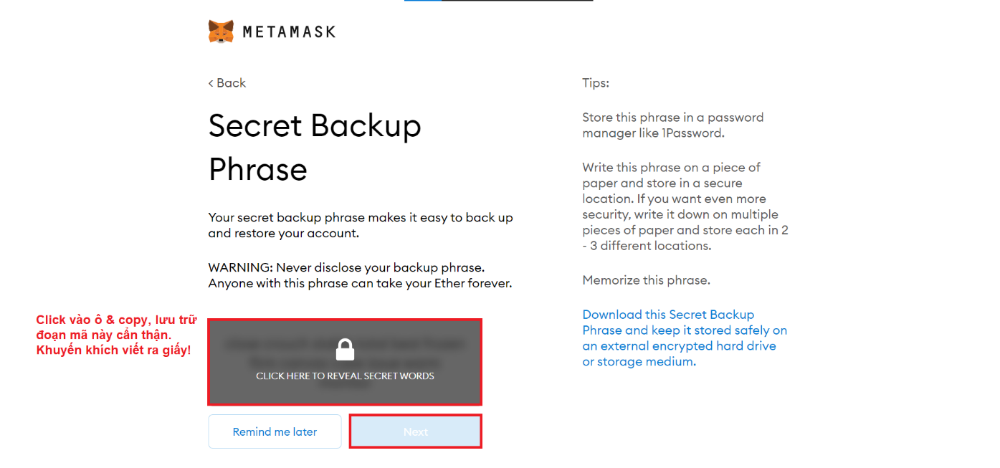 METAMASK
< Back
Secret Backup
Phrase
Your secret backup phrase makes it easy to back up
and restore your account.
WARNING: Never disclose your backup phrase.
Anyone with this phrase can take your Ether forever.
Click vào ô & copy, lưu trữ
đoạn mã này cẩn thận.
Khuyến khích viết ra giấy!
CLICK HERE TO REVEAL SECRET WORDS
Remind me later
Next
Tips:
Store this phrase in a password
manager like 1Password.
Write this phrase on a piece of
paper and store in a secure
location. If you want even more
security, write it down on multiple
pieces of paper and store each in 2
- 3 different locations.
Memorize this phrase.
Download this Secret Backup
Phrase and keep it stored safely on
an external encrypted hard drive
or storage medium.